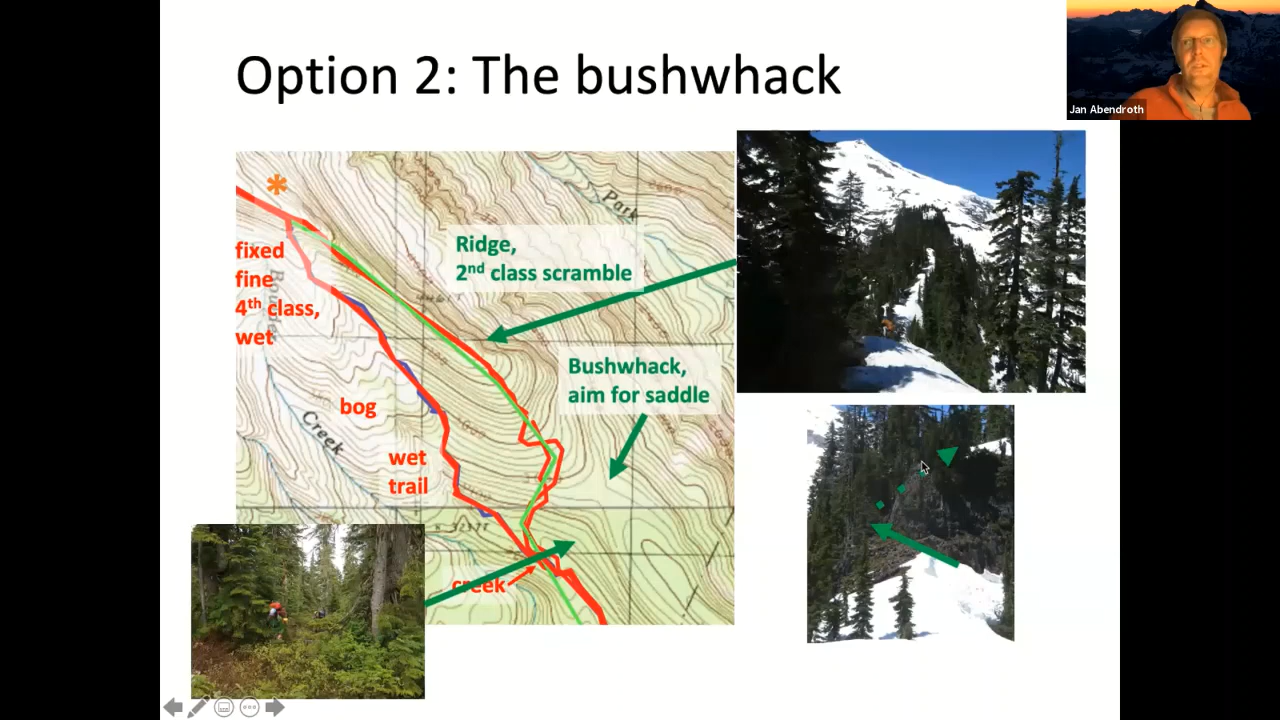 Option 2: The bushwhack
Jan Abendroth
*
Park
fixed
fine
4th class,
wet
Ridge,
2nd class scramble
Bushwhack,
aim for saddle
bog
Creek
wet
trail
creek